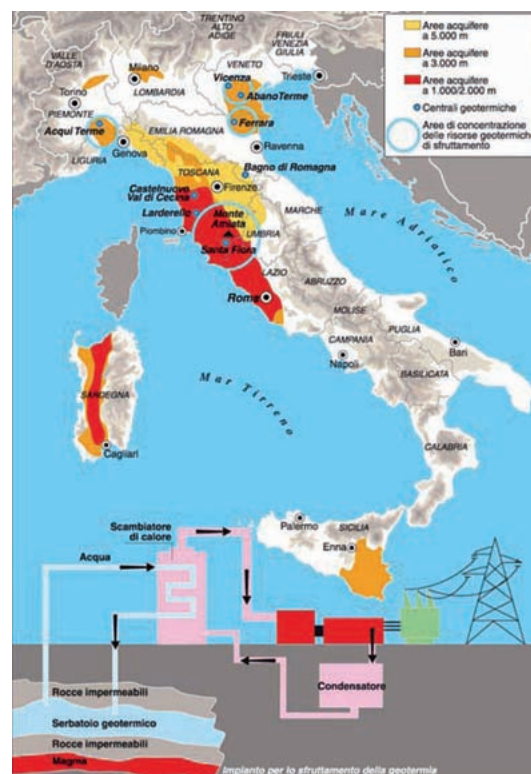 TRENTINO
ALTO
ADIGE
FRIULI
VENEZIA
GIULIA
VALLE
D'AOSTA
Milano
VENETO
Trieste
Torino
LOMBARDIA
Vicenza
AbanoTerme
PIEMONTE
Acqui Terme
EMILIA ROMAGNA
Ferrara
LIGURIA
Genova
Ravenna
TOSCANA
Bagno di Romagna
Castelnuovo
Val di Cecina
Firenze
MARCHE
Larderello
Monte
Amiata
UMBRIA
Piombino
Santa Fiora
LAZIO
ABRUZZO
Roma
MOLISE
PUGLIA
CAMPANIA
Bari
Napoli
BASILICATA
SARDEGNA
Cagliari
CALABRIA
Mare Adriatico
Mar Tirreno
Palermo
SICILIA
Enna
Aree acquifere
a 5.000 m
Aree acquifere
a 3.000 m
Aree acquifere
a 1.000/2.000 m
Centrali geotermiche
Aree di concentrazione
delle risorse geotermiche
di sfruttamento
Scambiatore
di calore
Acqua
Condensatore
Rocce impermeabili
Serbatoio geotermico
Rocce impermeabili
Magma
Impianto per lo sfruttamento della geotermia